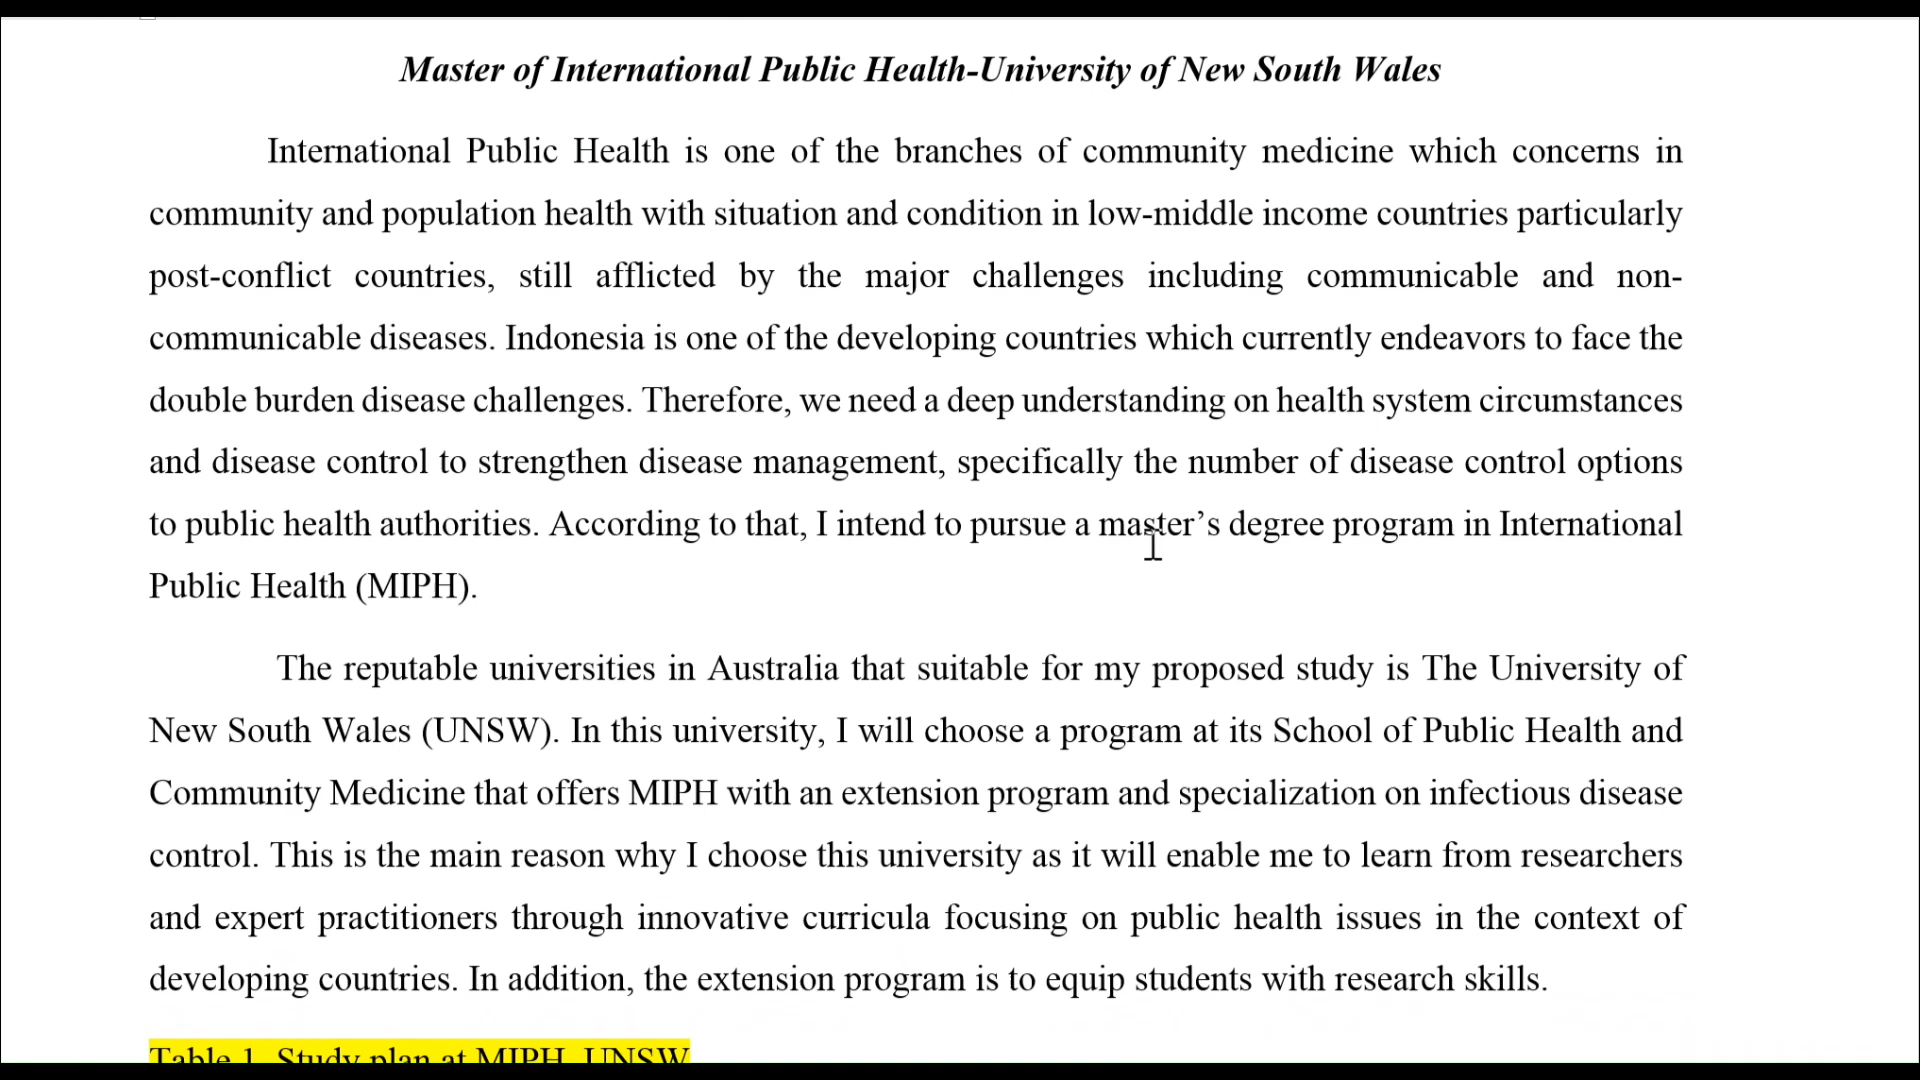 Master of International Public Health-University of New South Wales
International Public Health is one of the branches of community medicine which concerns in
community and population health with situation and condition in low-middle income countries particularly
post-conflict countries, still afflicted by the major challenges including communicable and non-
communicable diseases. Indonesia is one of the developing countries which currently endeavors to face the
double burden disease challenges. Therefore, we need a deep understanding on health system circumstances
and disease control to strengthen disease management, specifically the number of disease control options
to public health authorities. According to that, I intend to pursue a master’s degree program in International
Public Health (MIPH).
The reputable universities in Australia that suitable for my proposed study is The University of
New South Wales (UNSW). In this university, I will choose a program at its School of Public Health and
Community Medicine that offers MIPH with an extension program and specialization on infectious disease
control. This is the main reason why I choose this university as it will enable me to learn from researchers
and expert practitioners through innovative curricula focusing on public health issues in the context of
developing countries. In addition, the extension program is to equip students with research skills.
Table 1. Study plan at MIPH, UNSW